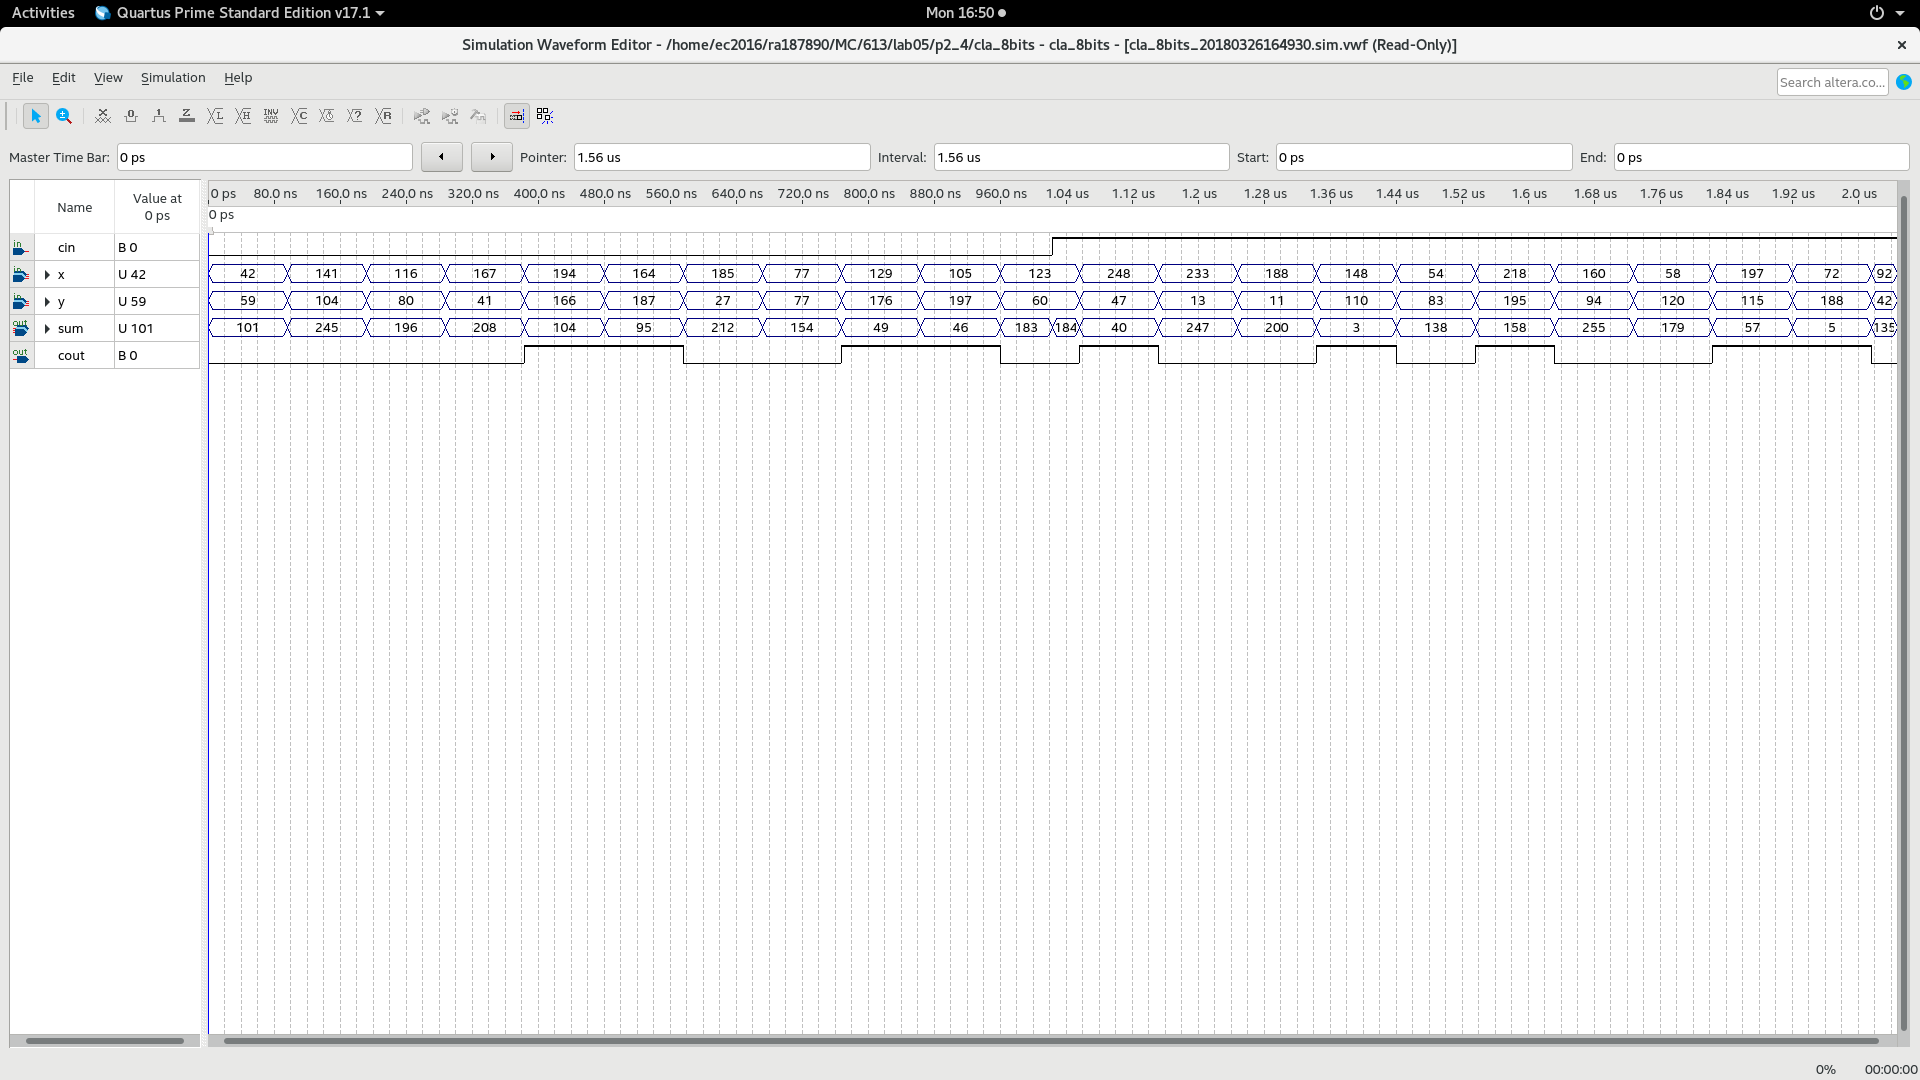 Activities Quartus Prime Standard Edition v17.1 Mon 16:50
Simulation Waveform Editor - /home/ec2016/ra187890/MC/613/lab05/p2_4/cla_8bits - cla_8bits - [cla_8bits_20180326164930.sim.vwf (Read-Only)]
File Edit View Simulation Help Search altera.co...
Master Time Bar: 0 ps Pointer: 1.56 us Interval: 1.56 us Start: 0 ps End: 0 ps
Name Value at 0 ps 0 ps 80.0 ns 160.0 ns 240.0 ns 320.0 ns 400.0 ns 480.0 ns 560.0 ns 640.0 ns 720.0 ns 800.0 ns 880.0 ns 960.0 ns 1.04 us 1.12 us 1.2 us 1.28 us 1.36 us 1.44 us 1.52 us 1.6 us 1.68 us 1.76 us 1.84 us 1.92 us 2.0 us
0 ps
cin B 0
x U 42 42 141 116 167 194 164 185 77 129 105 123 248 233 188 148 54 218 160 58 197 72 92
y U 59 59 104 80 41 166 187 27 77 176 197 60 47 13 11 110 83 195 94 120 115 188 42
sum U 101 101 245 196 208 104 95 212 154 49 46 183 184 40 247 200 3 138 158 255 179 57 5 135
cout B 0
0% 00:00:00